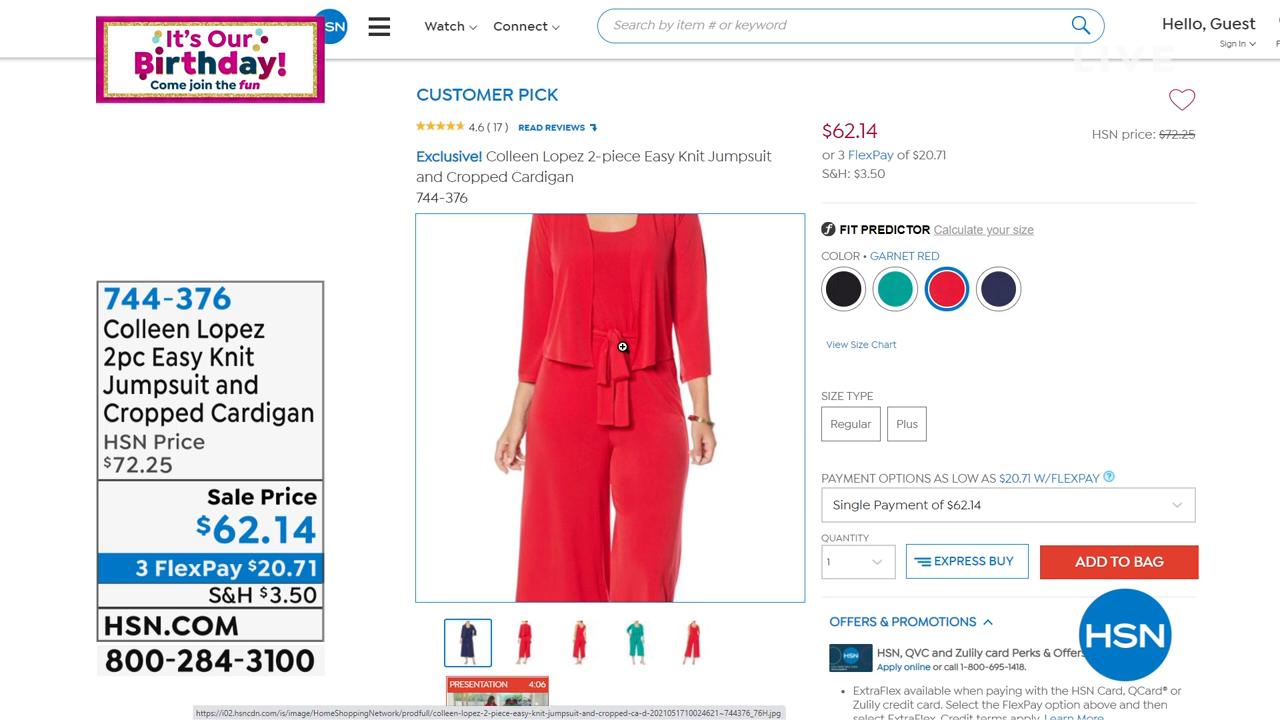 It's Our
Birthday!
Come join the fun
SN
Watch
Connect
Search by item # or keyword
Hello, Guest
Sign In
LIVE
CUSTOMER PICK
4.6 ( 17 ) READ REVIEWS
Exclusive! Colleen Lopez 2-piece Easy Knit Jumpsuit
and Cropped Cardigan
744-376
$62.14
HSN price: $72.25
or 3 FlexPay of $20.71
S&H: $3.50
FIT PREDICTOR Calculate your size
COLOR • GARNET RED
View Size Chart
SIZE TYPE
Regular
Plus
PAYMENT OPTIONS AS LOW AS $20.71 W/FLEXPAY ?
Single Payment of $62.14
QUANTITY
1
EXPRESS BUY
ADD TO BAG
OFFERS & PROMOTIONS
HSN
HSN, QVC and Zulily card Perks & Offers
Apply online or call 1-800-695-1418.
• ExtraFlex available when paying with the HSN Card, QCard® or
Zulily credit card. Select the FlexPay option above and then
select ExtraFlex. Credit terms apply. Learn More
HSN
744-376
Colleen Lopez
2pc Easy Knit
Jumpsuit and
Cropped Cardigan
HSN Price
$72.25
Sale Price
$62.14
3 FlexPay $20.71
S&H $3.50
HSN.COM
800-284-3100
PRESENTATION 4:06
https://i02.hsncdn.com/is/image/HomeShoppingNetwork/prodfull/colleen-lopez-2-piece-easy-knit-jumpsuit-and-cropped-ca-d-2021051710024621~744376_76H.jpg